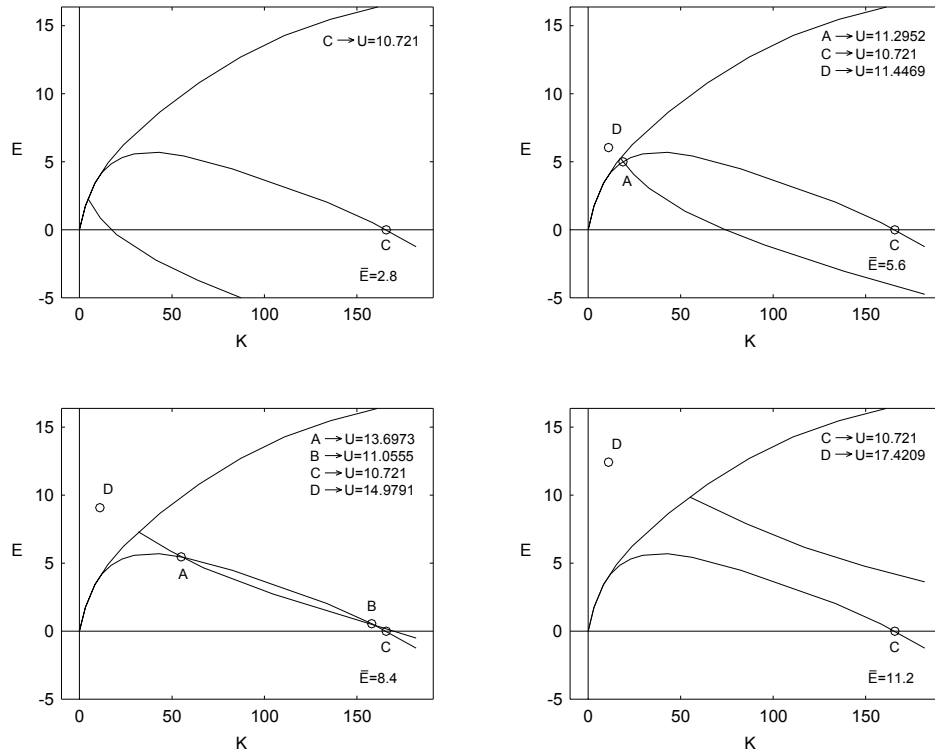 15
10
5
0
-5
E
0
50
100
150
K
C → U=10.721
C
Ē=2.8
15
10
5
0
-5
E
0
50
100
150
K
A → U=11.2952
C → U=10.721
D → U=11.4469
D
A
C
Ē=5.6
15
10
5
0
-5
E
0
50
100
150
K
A → U=13.6973
B → U=11.0555
C → U=10.721
D → U=14.9791
D
A
B
C
Ē=8.4
15
10
5
0
-5
E
0
50
100
150
K
C → U=10.721
D → U=17.4209
D
C
Ē=11.2